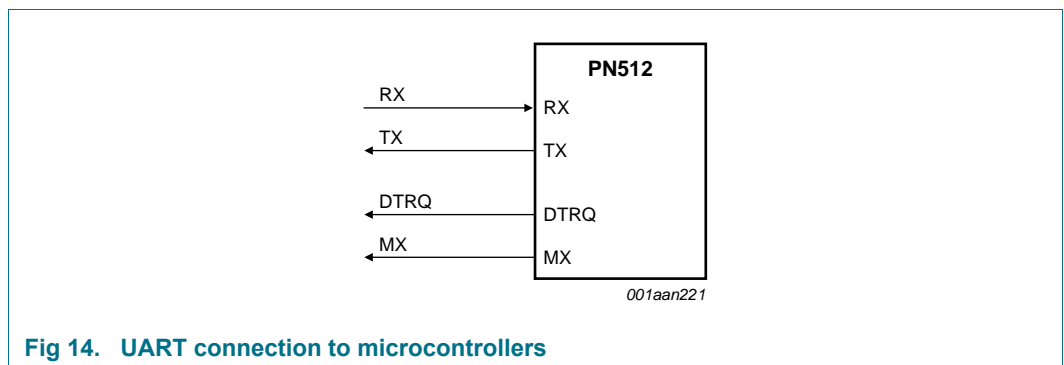 PN512
RX RX
TX TX
DTRQ DTRQ
MX MX
001aan221
Fig 14. UART connection to microcontrollers